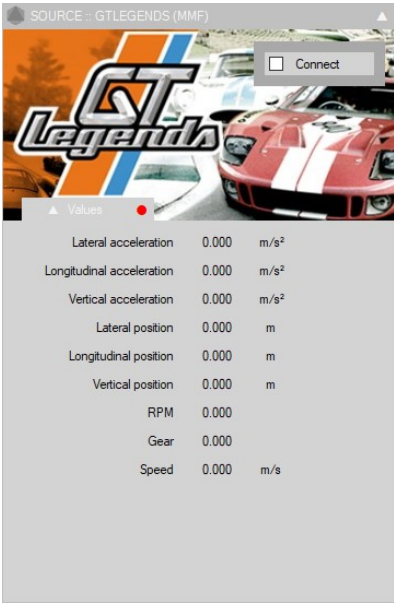 SOURCE :: GTLEGENDS (MMF)
Connect
GT
Legends
Values
Lateral acceleration 0.000 m/s²
Longitudinal acceleration 0.000 m/s²
Vertical acceleration 0.000 m/s²
Lateral position 0.000 m
Longitudinal position 0.000 m
Vertical position 0.000 m
RPM 0.000
Gear 0.000
Speed 0.000 m/s